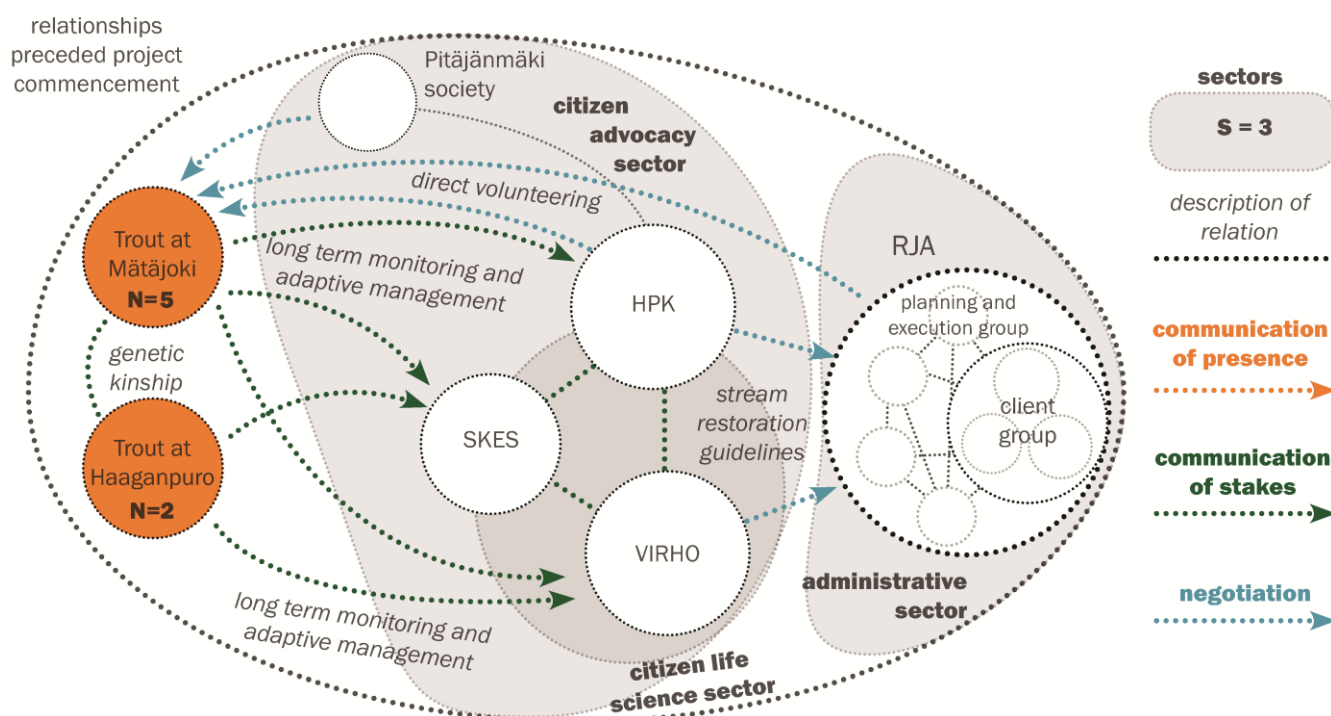 relationships
preceded project
commencement
Pitäjänmäki
society
citizen
advocacy
sector
direct volunteering
Trout at
Mätäjoki
N=5
long term monitoring and
adaptive management
HPK
RJA
planning and
execution group
client
group
genetic
kinship
Trout at
Haaganpuro
N=2
SKES
stream
restoration
guidelines
VIRHO
long term monitoring and
adaptive management
administrative
sector
citizen life
science sector
sectors
S = 3
description of
relation
communication
of presence
communication
of stakes
negotiation